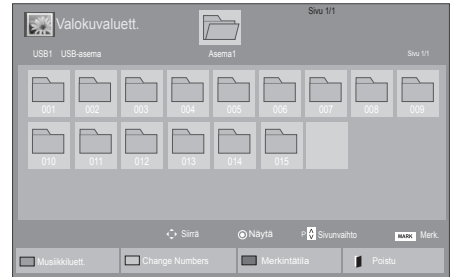 Sivu 1/1
Valokuvaluett.
USB1 USB-asema Asema1 Sivu 1/1
001 002 003 004 005 006 007 008 009
010 011 012 013 014 015
Siirrä Näytä P Sivunvaihto MARK Merk.
Musiikkiluett. Change Numbers Merkintätila Poistu